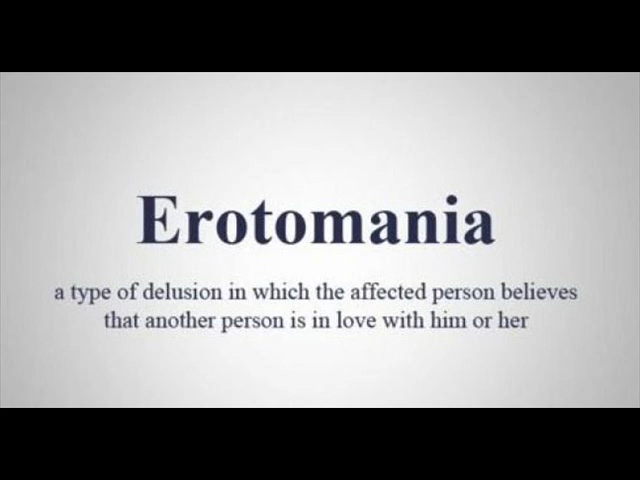 Erotomania
a type of delusion in which the affected person believes
that another person is in love with him or her